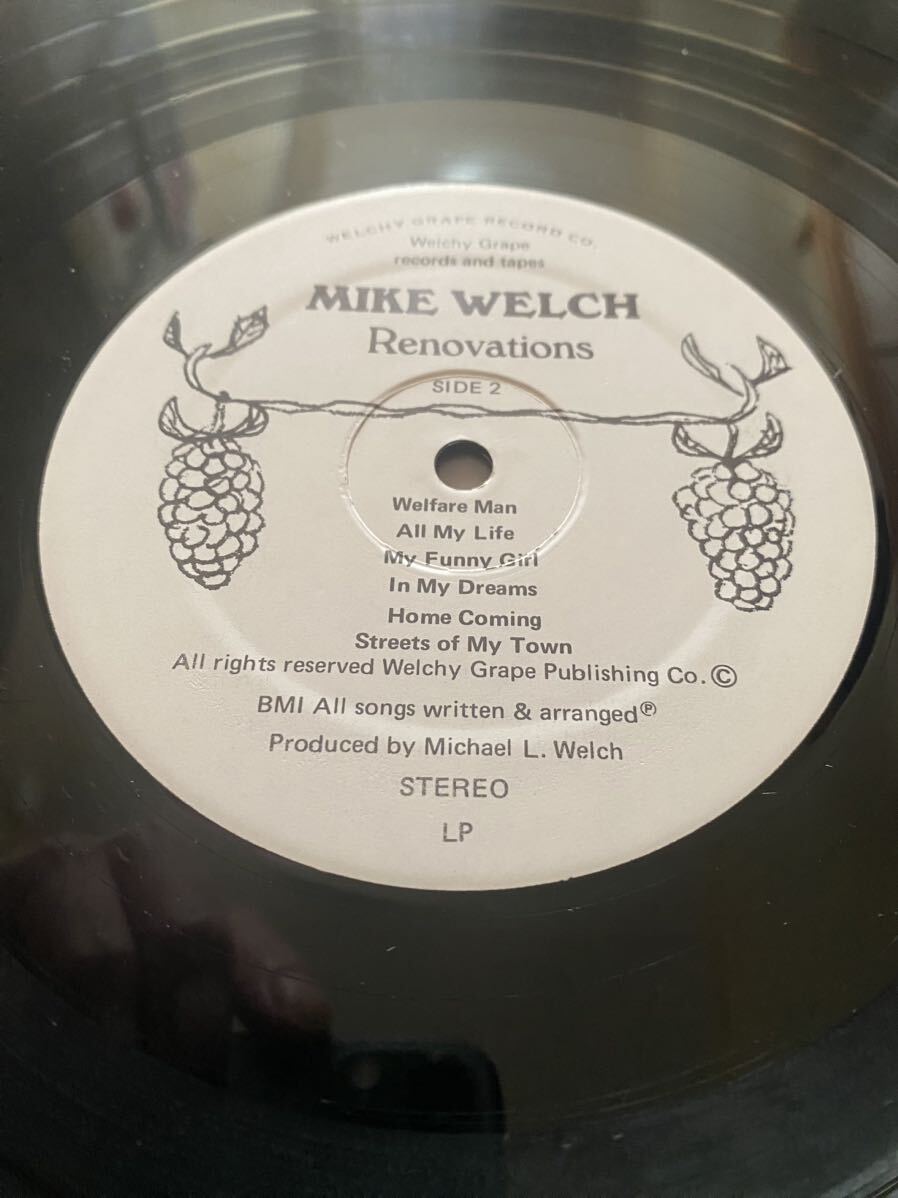 WELCHY GRAPE RECORD CO.
Welchy Grape
records and tapes
MIKE WELCH
Renovations
SIDE 2
Welfare Man
All My Life
My Funny Girl
In My Dreams
Home Coming
Streets of My Town
All rights reserved Welchy Grape Publishing Co. ©
BMI All songs written & arranged ℗
Produced by Michael L. Welch
STEREO
LP